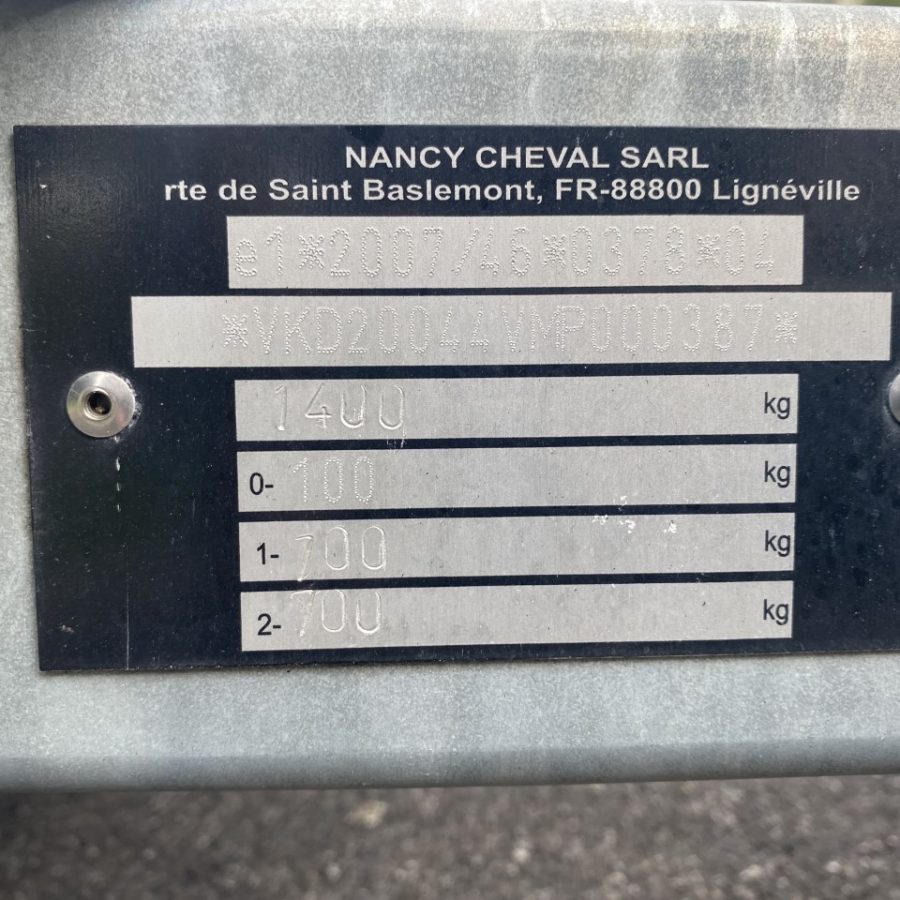 NANCY CHEVAL SARL
rte de Saint Baslemont, FR-88800 Lignéville
e1*2007/46*0378*04
*VKD20044VMP000387*
1400 kg
0- 100 kg
1- 700 kg
2- 700 kg